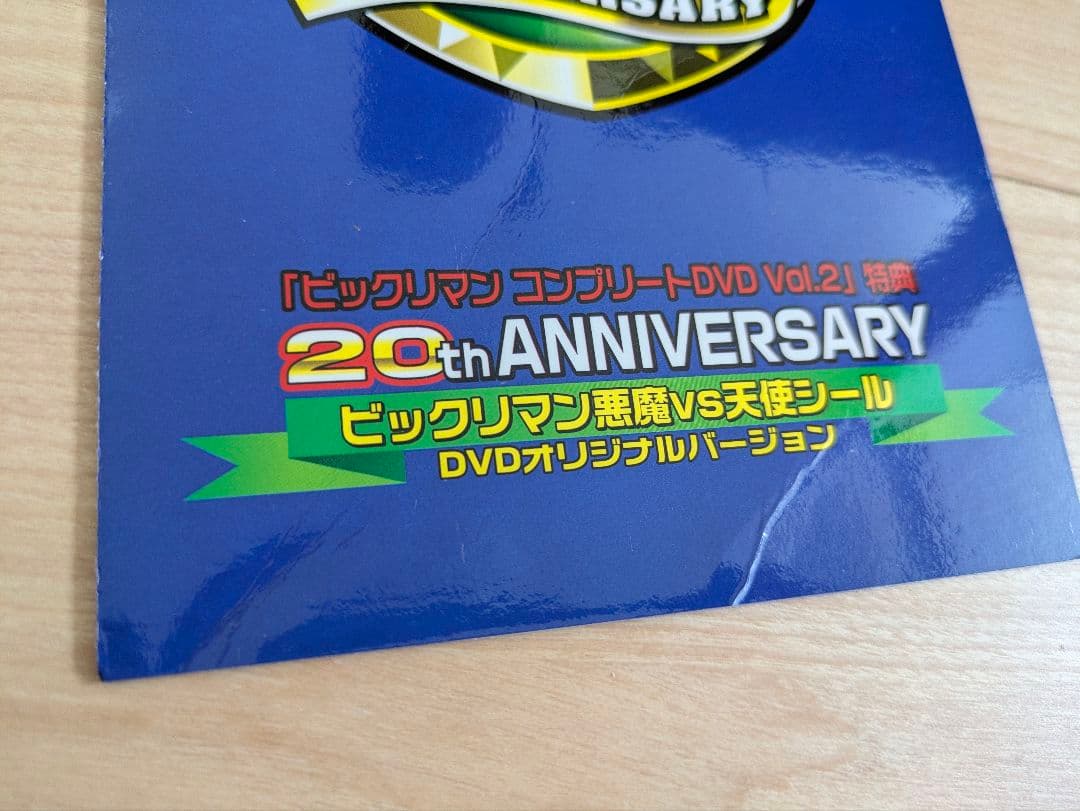 「ビックリマン コンプリートDVD Vol.2」特典
20th ANNIVERSARY
ビックリマン悪魔VS天使シール
DVDオリジナルバージョン